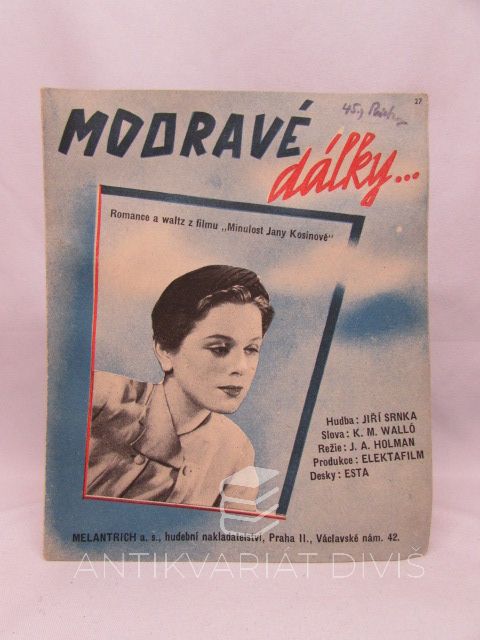 27
MODRAVÉ
dálky...
Romance a waltz z filmu „Minulost Jany Kosinové“
Hudba: JIŘÍ SRNKA
Slova: K. M. WALLÓ
Režie: J. A. HOLMAN
Produkce: ELEKTAFILM
Desky: ESTA
MELANTRICH a. s., hudební nakladatelství, Praha II., Václavské nám. 42.
ANTIKVARIÁT DIVIŠ